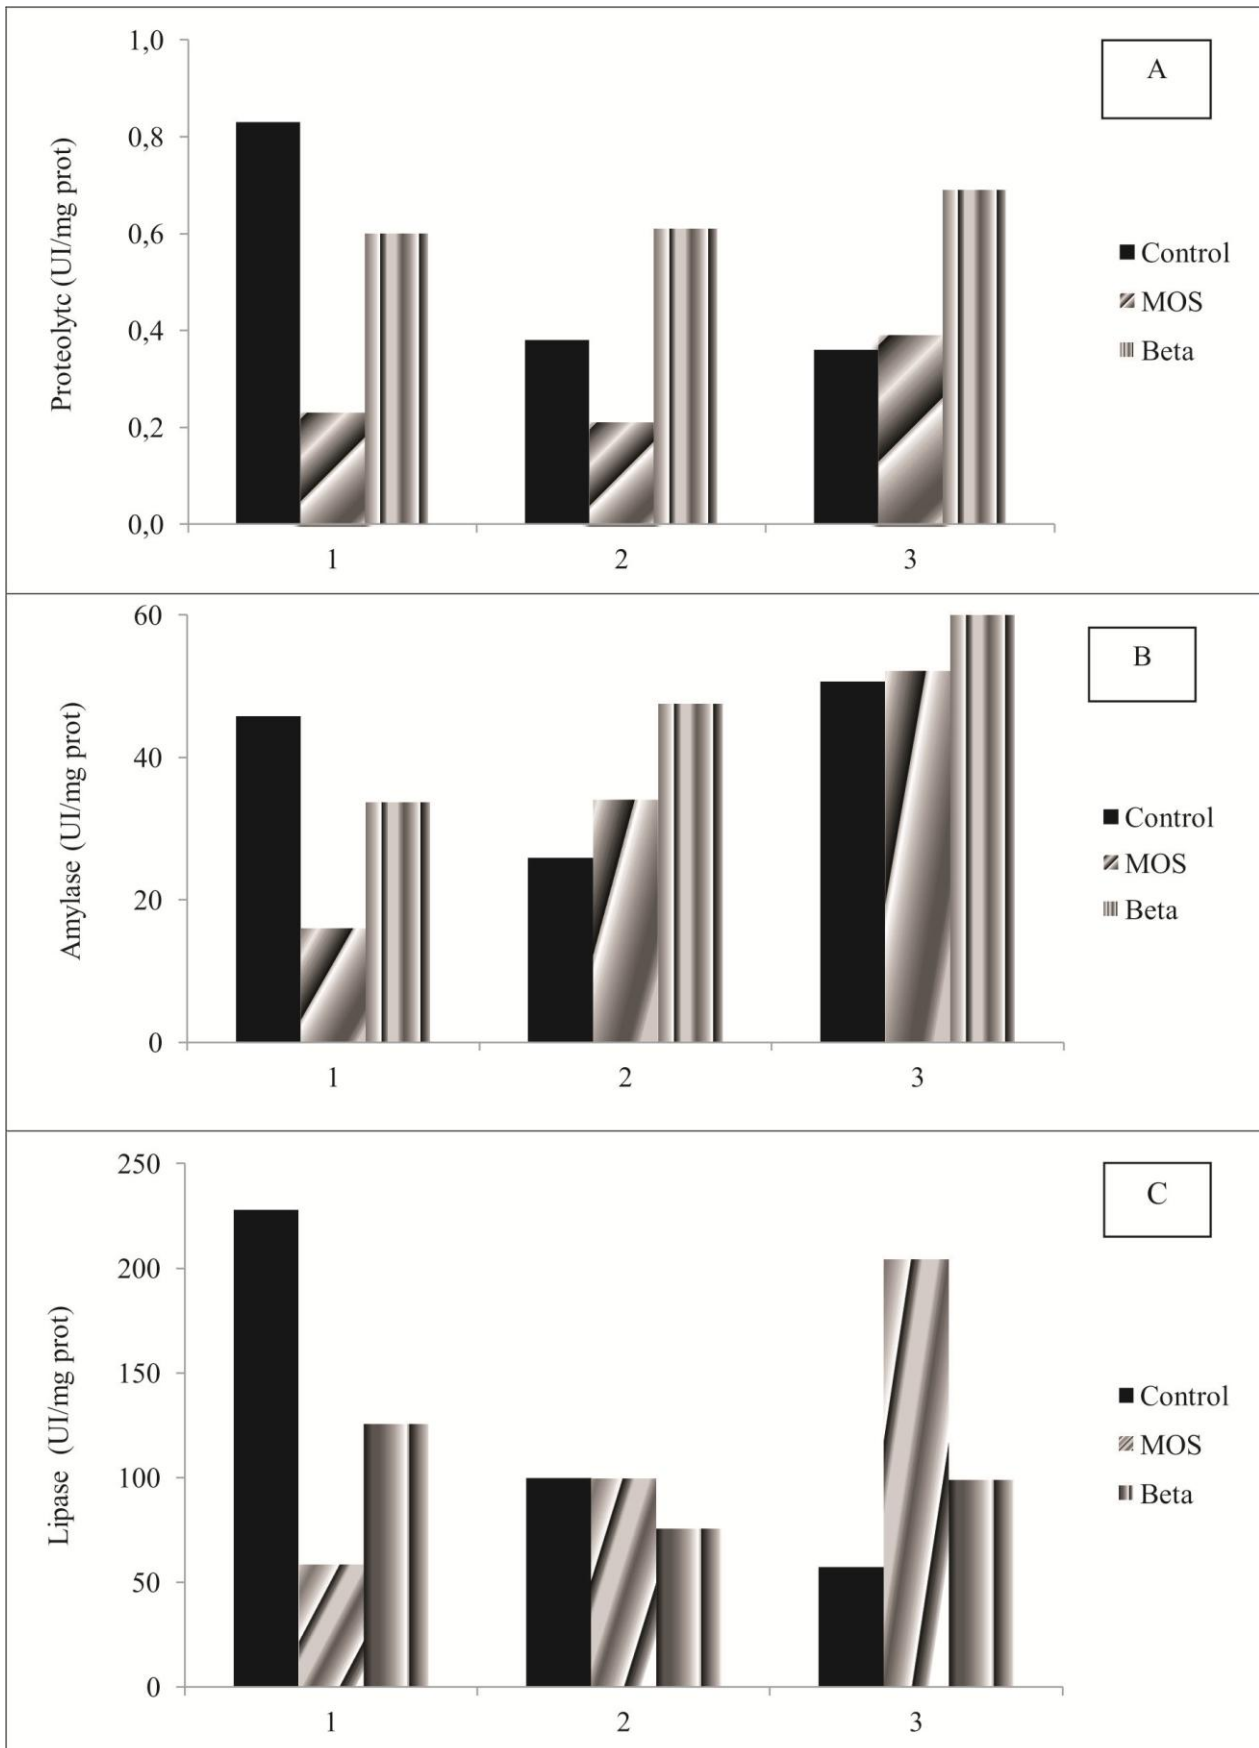 A
Proteolytc (UI/mg prot)
1,0
0,8
0,6
0,4
0,2
0,0
1 2 3
Control
MOS
Beta
B
Amylase (UI/mg prot)
60
40
20
0
1 2 3
Control
MOS
Beta
C
Lipase (UI/mg prot)
250
200
150
100
50
0
1 2 3
Control
MOS
Beta